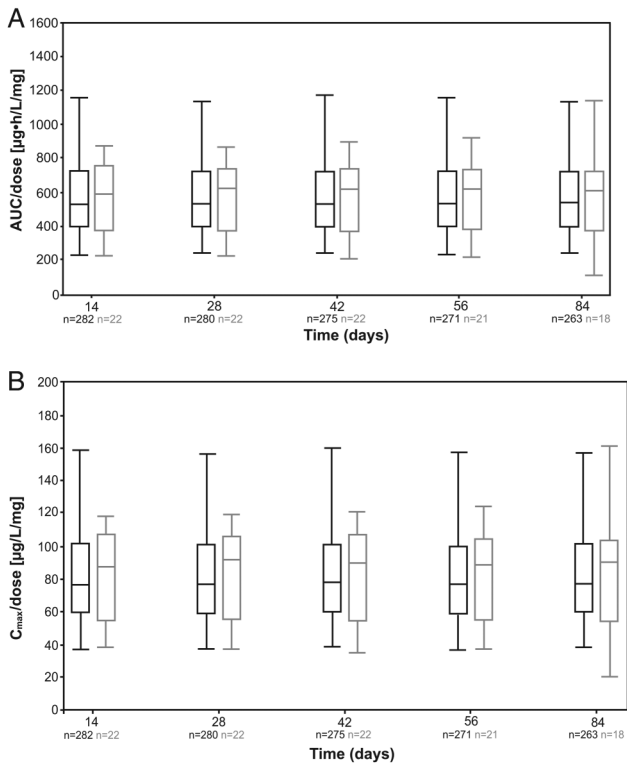 A
AUC/dose [µg•h/L/mg]
1600
1400
1200
1000
800
600
400
200
0
14 28 42 56 84
n=282 n=22 n=280 n=22 n=275 n=22 n=271 n=21 n=263 n=18
Time (days)
B
Cmax/dose [µg/L/mg]
200
180
160
140
120
100
80
60
40
20
0
14 28 42 56 84
n=282 n=22 n=280 n=22 n=275 n=22 n=271 n=21 n=263 n=18
Time (days)